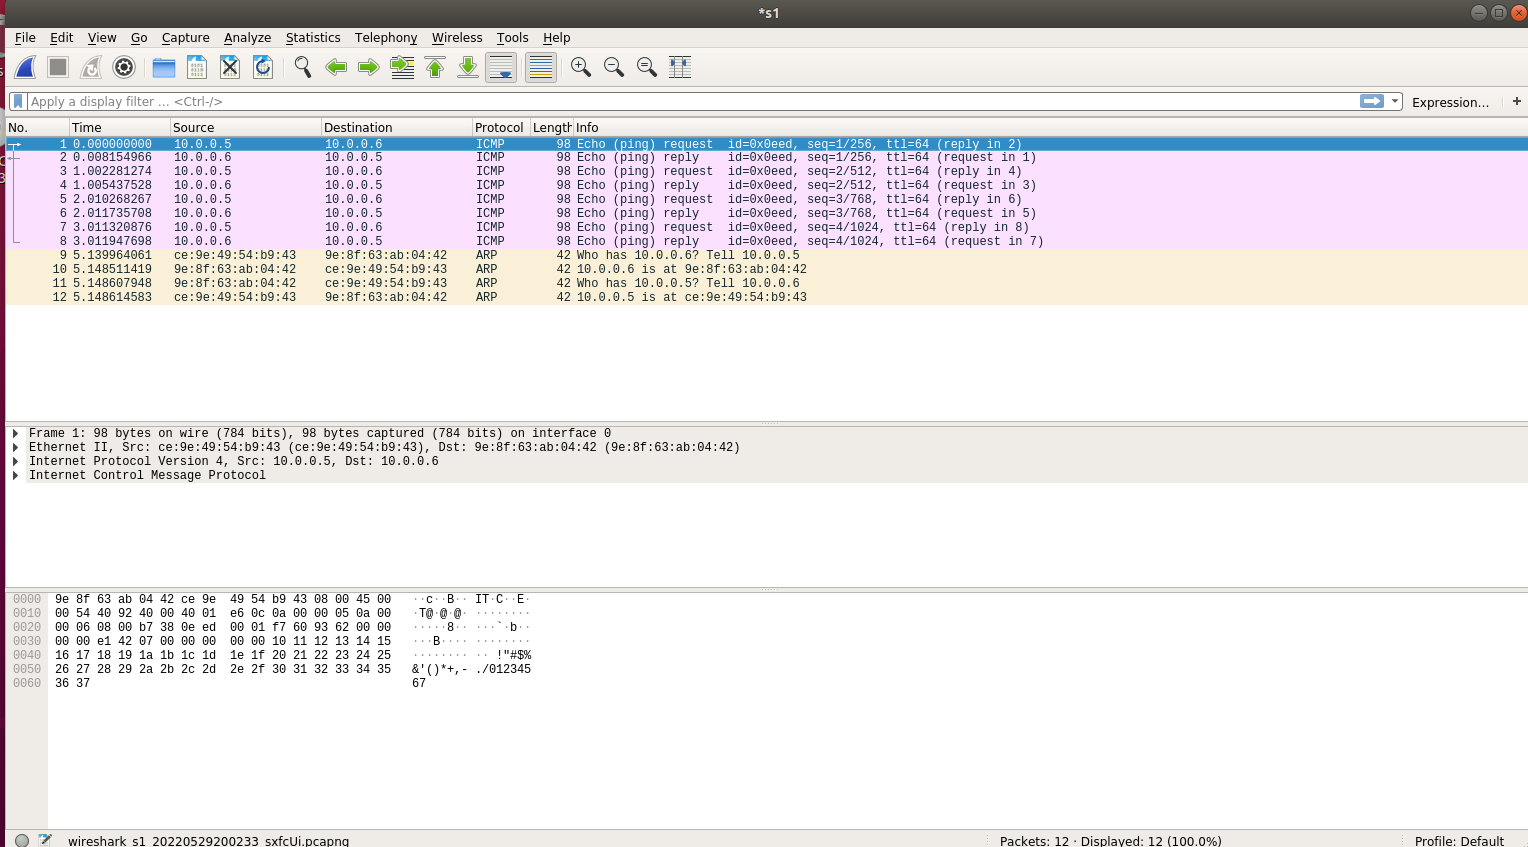 *s1
File Edit View Go Capture Analyze Statistics Telephony Wireless Tools Help
Apply a display filter ... <Ctrl-/> Expression... +
No. Time Source Destination Protocol Length Info
1 0.000000000 10.0.0.5 10.0.0.6 ICMP 98 Echo (ping) request id=0x0eed, seq=1/256, ttl=64 (reply in 2)
2 0.008154966 10.0.0.6 10.0.0.5 ICMP 98 Echo (ping) reply id=0x0eed, seq=1/256, ttl=64 (request in 1)
3 1.002281274 10.0.0.5 10.0.0.6 ICMP 98 Echo (ping) request id=0x0eed, seq=2/512, ttl=64 (reply in 4)
4 1.005437528 10.0.0.6 10.0.0.5 ICMP 98 Echo (ping) reply id=0x0eed, seq=2/512, ttl=64 (request in 3)
5 2.010268267 10.0.0.5 10.0.0.6 ICMP 98 Echo (ping) request id=0x0eed, seq=3/768, ttl=64 (reply in 6)
6 2.011735708 10.0.0.6 10.0.0.5 ICMP 98 Echo (ping) reply id=0x0eed, seq=3/768, ttl=64 (request in 5)
7 3.011320876 10.0.0.5 10.0.0.6 ICMP 98 Echo (ping) request id=0x0eed, seq=4/1024, ttl=64 (reply in 8)
8 3.011947698 10.0.0.6 10.0.0.5 ICMP 98 Echo (ping) reply id=0x0eed, seq=4/1024, ttl=64 (request in 7)
9 5.139964061 ce:9e:49:54:b9:43 9e:8f:63:ab:04:42 ARP 42 Who has 10.0.0.6? Tell 10.0.0.5
10 5.148511419 9e:8f:63:ab:04:42 ce:9e:49:54:b9:43 ARP 42 10.0.0.6 is at 9e:8f:63:ab:04:42
11 5.148607948 9e:8f:63:ab:04:42 ce:9e:49:54:b9:43 ARP 42 Who has 10.0.0.5? Tell 10.0.0.6
12 5.148614583 ce:9e:49:54:b9:43 9e:8f:63:ab:04:42 ARP 42 10.0.0.5 is at ce:9e:49:54:b9:43
Frame 1: 98 bytes on wire (784 bits), 98 bytes captured (784 bits) on interface 0
Ethernet II, Src: ce:9e:49:54:b9:43 (ce:9e:49:54:b9:43), Dst: 9e:8f:63:ab:04:42 (9e:8f:63:ab:04:42)
Internet Protocol Version 4, Src: 10.0.0.5, Dst: 10.0.0.6
Internet Control Message Protocol
0000 9e 8f 63 ab 04 42 ce 9e 49 54 b9 43 08 00 45 00 ··c··B·· IT·C··E·
0010 00 54 40 92 40 00 40 01 e6 0c 0a 00 00 05 0a 00 ·T@·@·@· ········
0020 00 06 08 00 b7 38 0e ed 00 01 f7 60 93 62 00 00 ·····8·· ···`·b··
0030 00 00 e1 42 07 00 00 00 00 00 10 11 12 13 14 15 ···B···· ········
0040 16 17 18 19 1a 1b 1c 1d 1e 1f 20 21 22 23 24 25 ········ ·· !"#$%
0050 26 27 28 29 2a 2b 2c 2d 2e 2f 30 31 32 33 34 35 &'()*+,- ./012345
0060 36 37 67
wireshark_s1_20220529200233_sxfcUi.pcapng Packets: 12 · Displayed: 12 (100.0%) Profile: Default